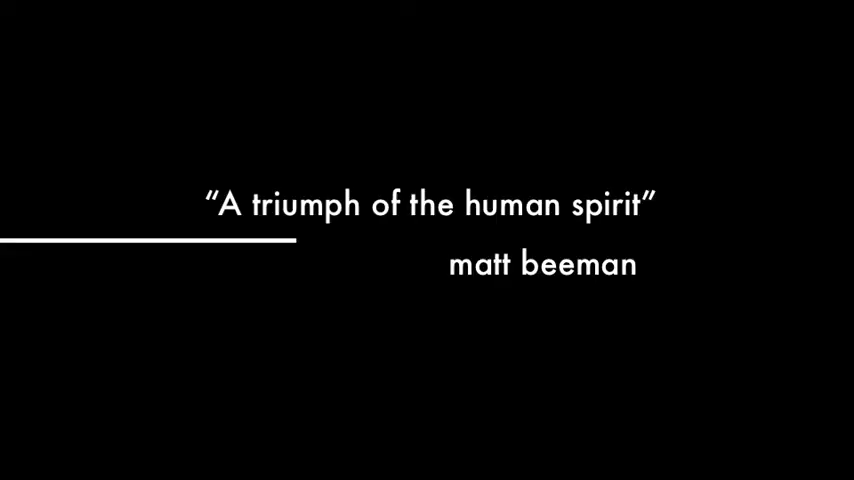 “A triumph of the human spirit”
matt beeman